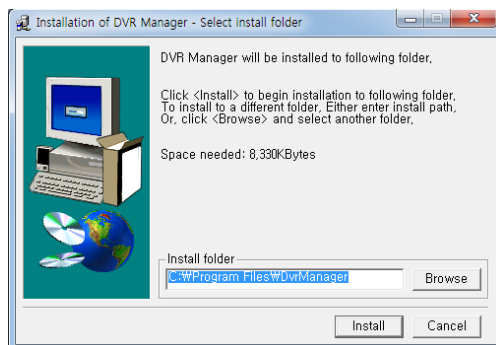 Installation of DVR Manager - Select install folder
DVR Manager will be installed to following folder,
Click <Install> to begin installation to following folder,
To install to a different folder, Either enter install path,
Or, click <Browse> and select another folder,
Space needed: 8,330KBytes
Install folder
C:₩Program Files₩DvrManager
Browse
Install
Cancel